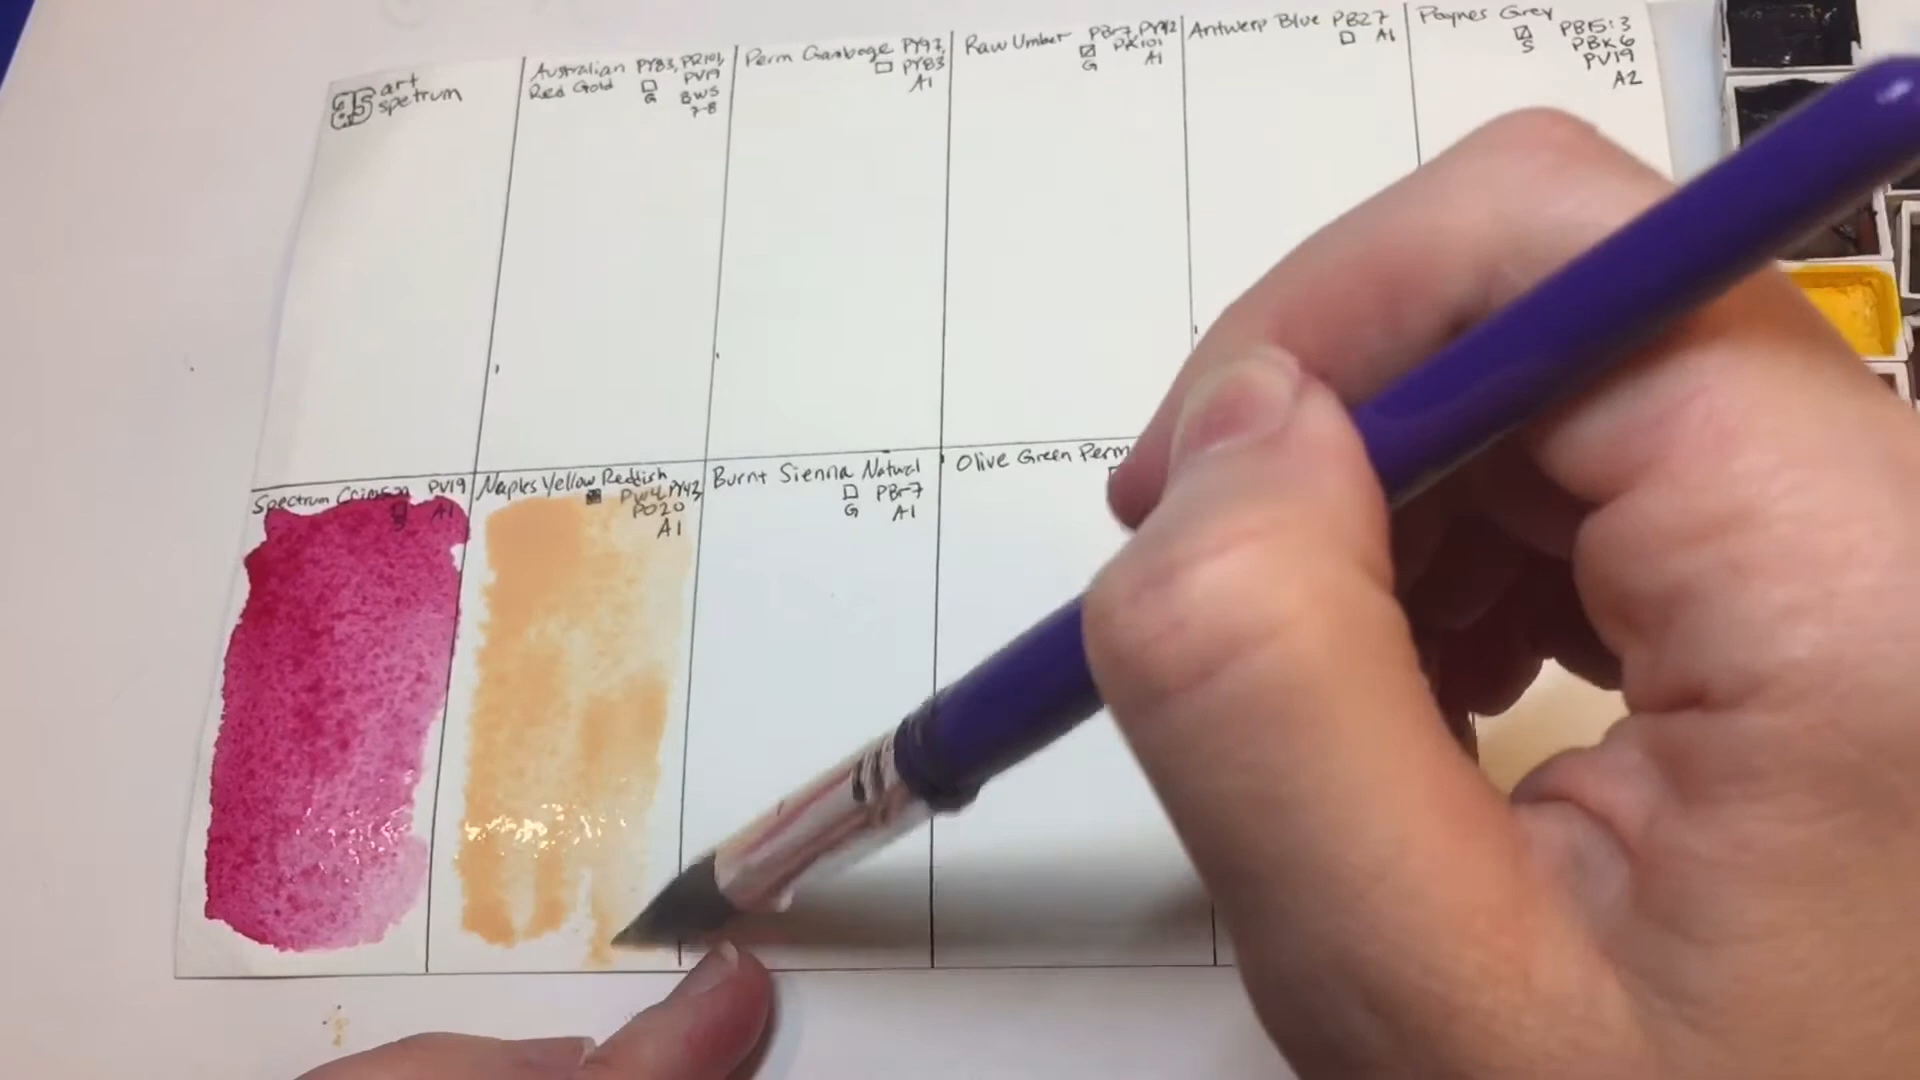 art
spetrum
Australian PY83, PR101,
Red Gold PV19
G BWS
7-8
Perm Gamboge PY97,
PY83
A1
Raw Umber PBr7, PY42
PR101
G A1
Antwerp Blue PB27
A1
Paynes Grey PB15:3
S PBK6
PV19
A2
Spectrum Crimson PV19
S A1
Naples Yellow Reddish
PW4, PY42,
PO20
A1
Burnt Sienna Natural
PBr7
G A1
Olive Green Perm